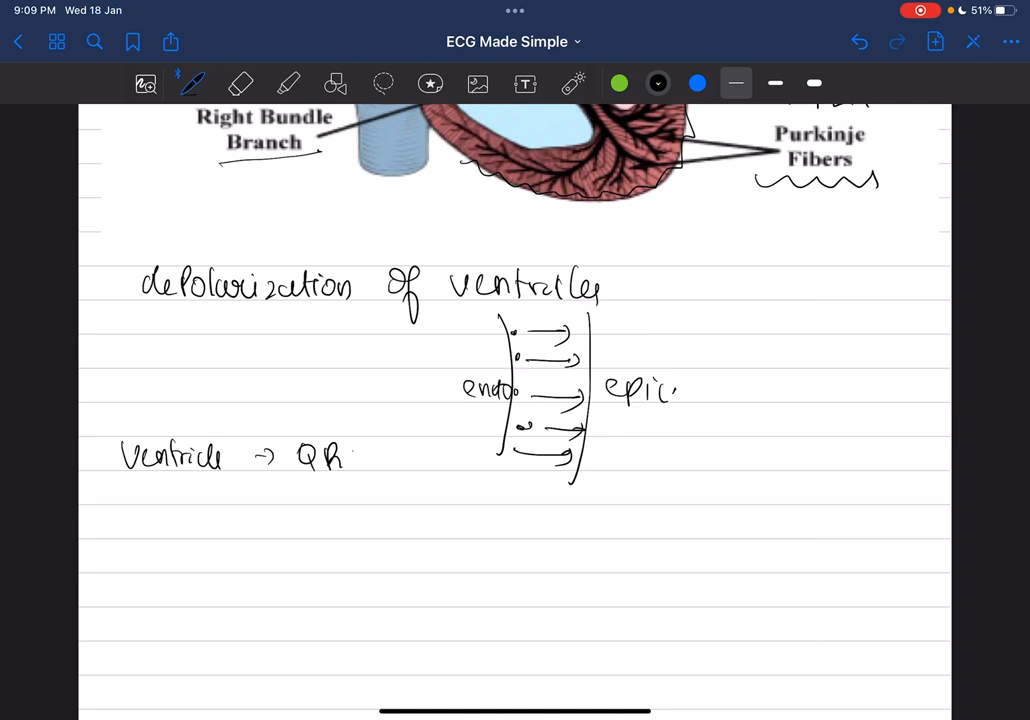 9:09 PM Wed 18 Jan
51%
ECG Made Simple
T
Right Bundle
Branch
Purkinje
Fibers
depolarization of ventricles
endo epic
ventricle → QR